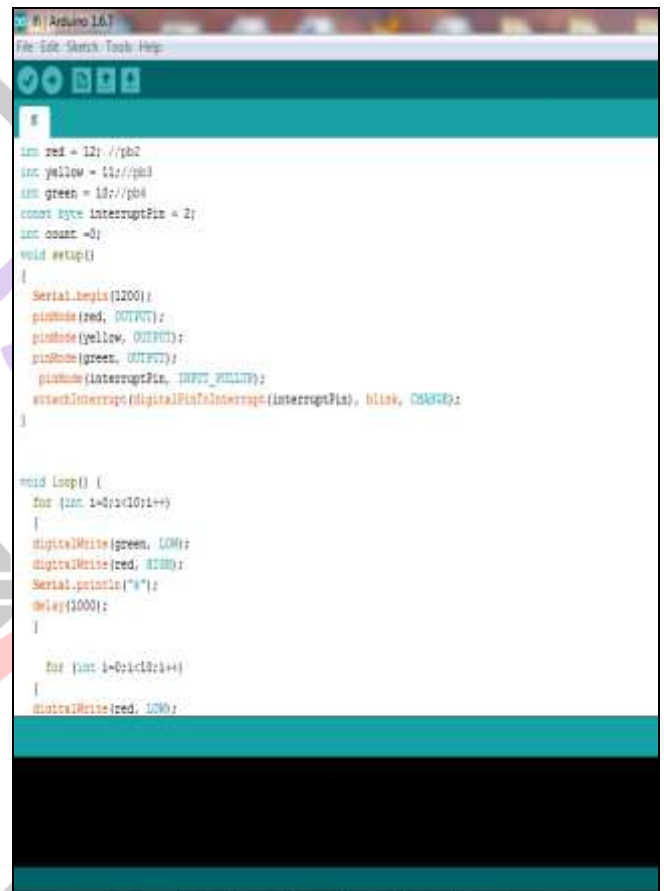 Arduino 1.6.7
File Edit Sketch Tools Help
int red = 12; //pb2
int yellow = 11;//pb3
int green = 10;//pb4
const byte interruptPin = 2;
int count =0;
void setup()
{
Serial.begin(1200);
pinMode(red, OUTPUT);
pinMode(yellow, OUTPUT);
pinMode(green, OUTPUT);
pinMode(interruptPin, INPUT_PULLUP);
attachInterrupt(digitalPinToInterrupt(interruptPin), blink, CHANGE);
}
void loop() {
for (int i=0;i<10;i++)
{
digitalWrite(green, LOW);
digitalWrite(red, HIGH);
Serial.println("
delay(1000);
}
for (int i=0;i<10;i++)
{
digitalWrite(red, LOW);